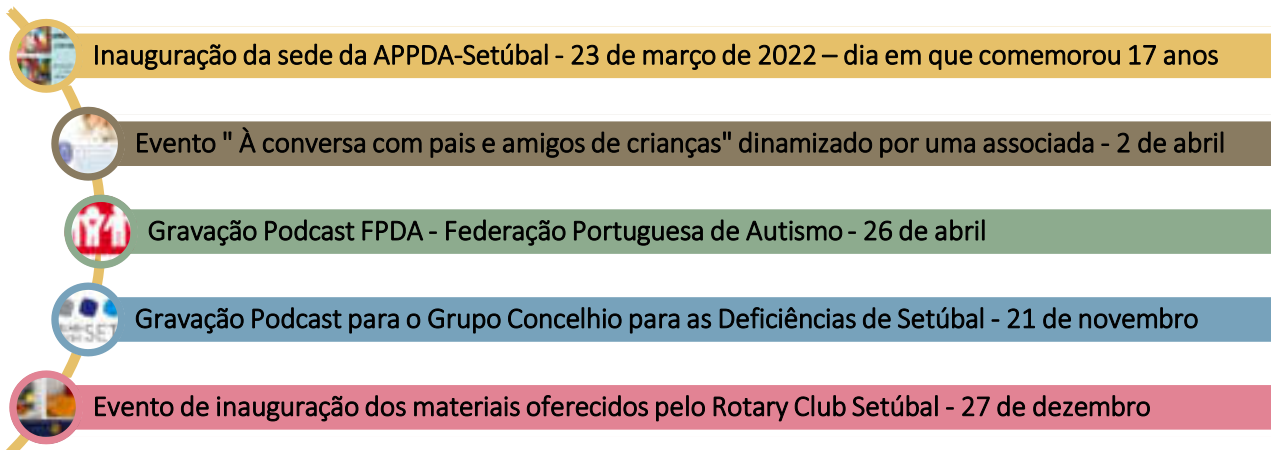 Inauguração da sede da APPDA-Setúbal - 23 de março de 2022 – dia em que comemorou 17 anos
Evento " À conversa com pais e amigos de crianças" dinamizado por uma associada - 2 de abril
Gravação Podcast FPDA - Federação Portuguesa de Autismo - 26 de abril
Gravação Podcast para o Grupo Concelhio para as Deficiências de Setúbal - 21 de novembro
Evento de inauguração dos materiais oferecidos pelo Rotary Club Setúbal - 27 de dezembro